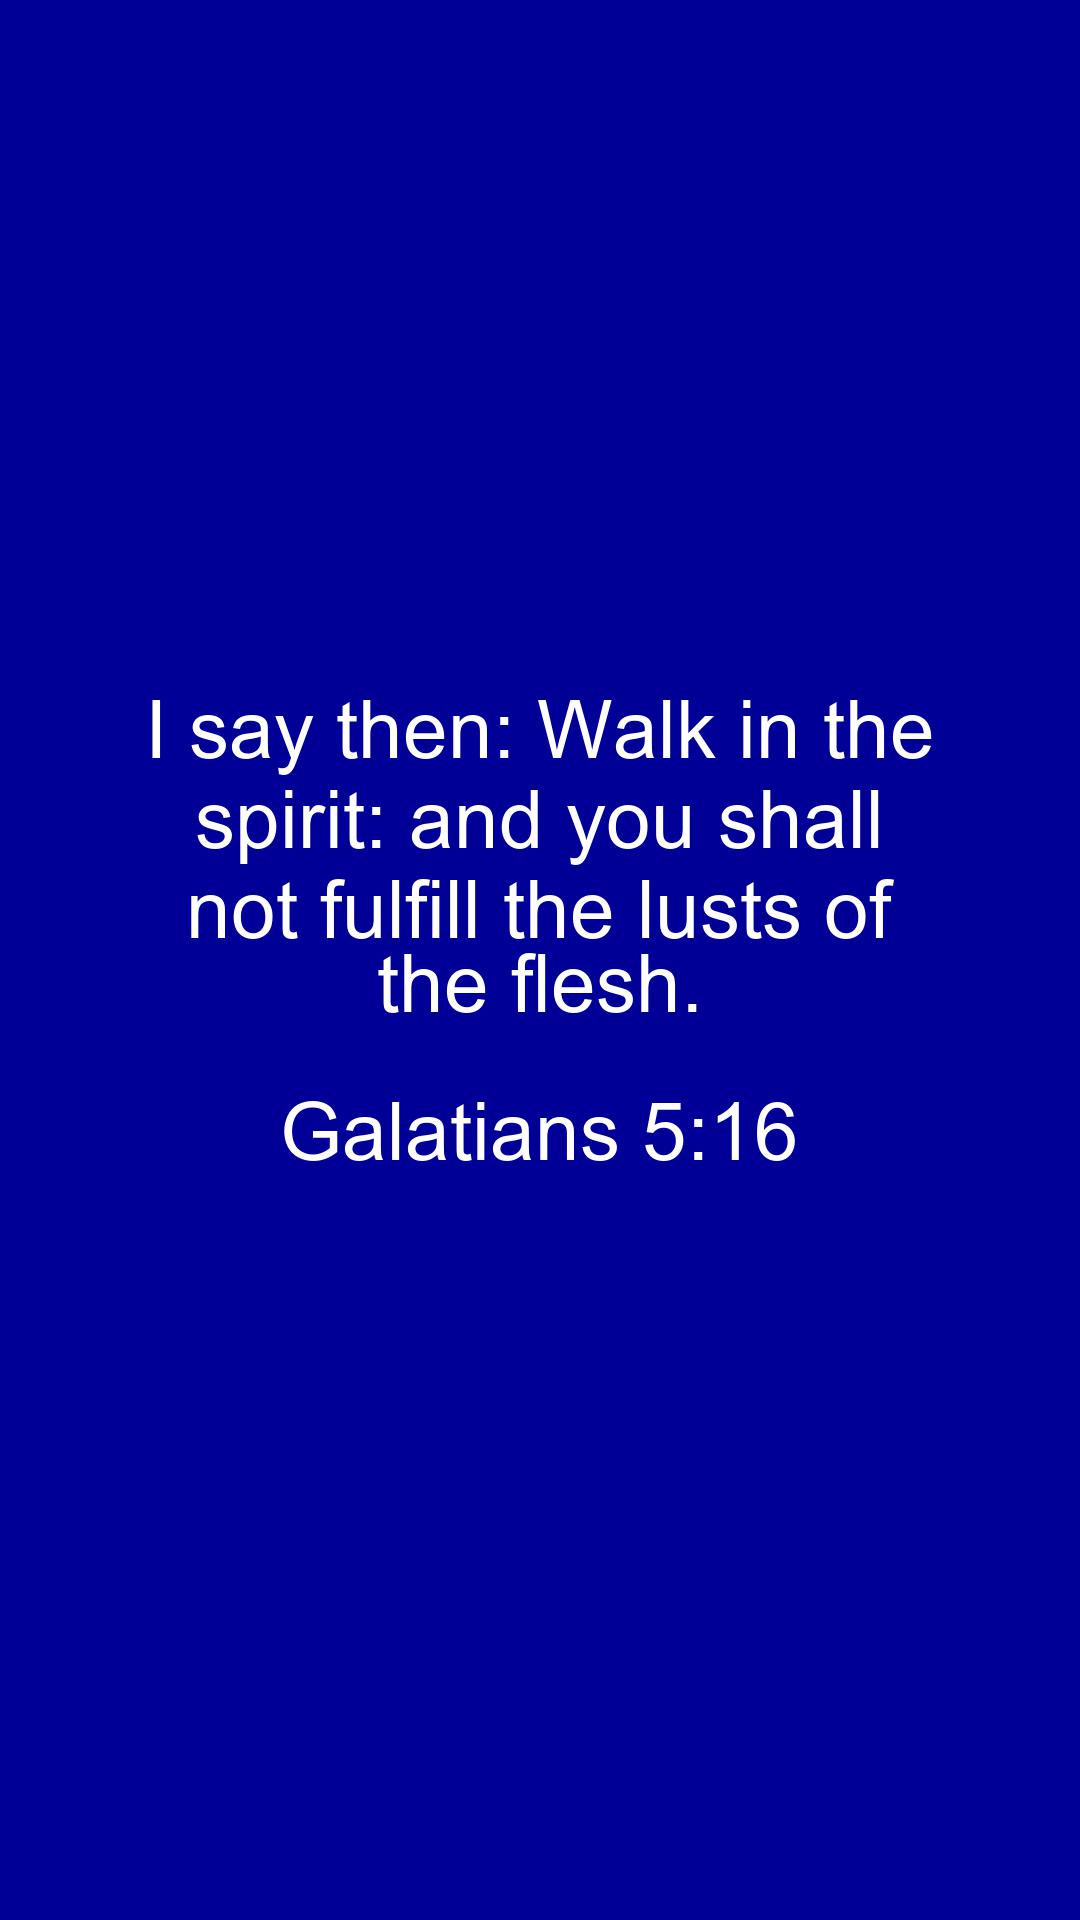 I say then: Walk in the
spirit: and you shall
not fulfill the lusts of
the flesh.
Galatians 5:16